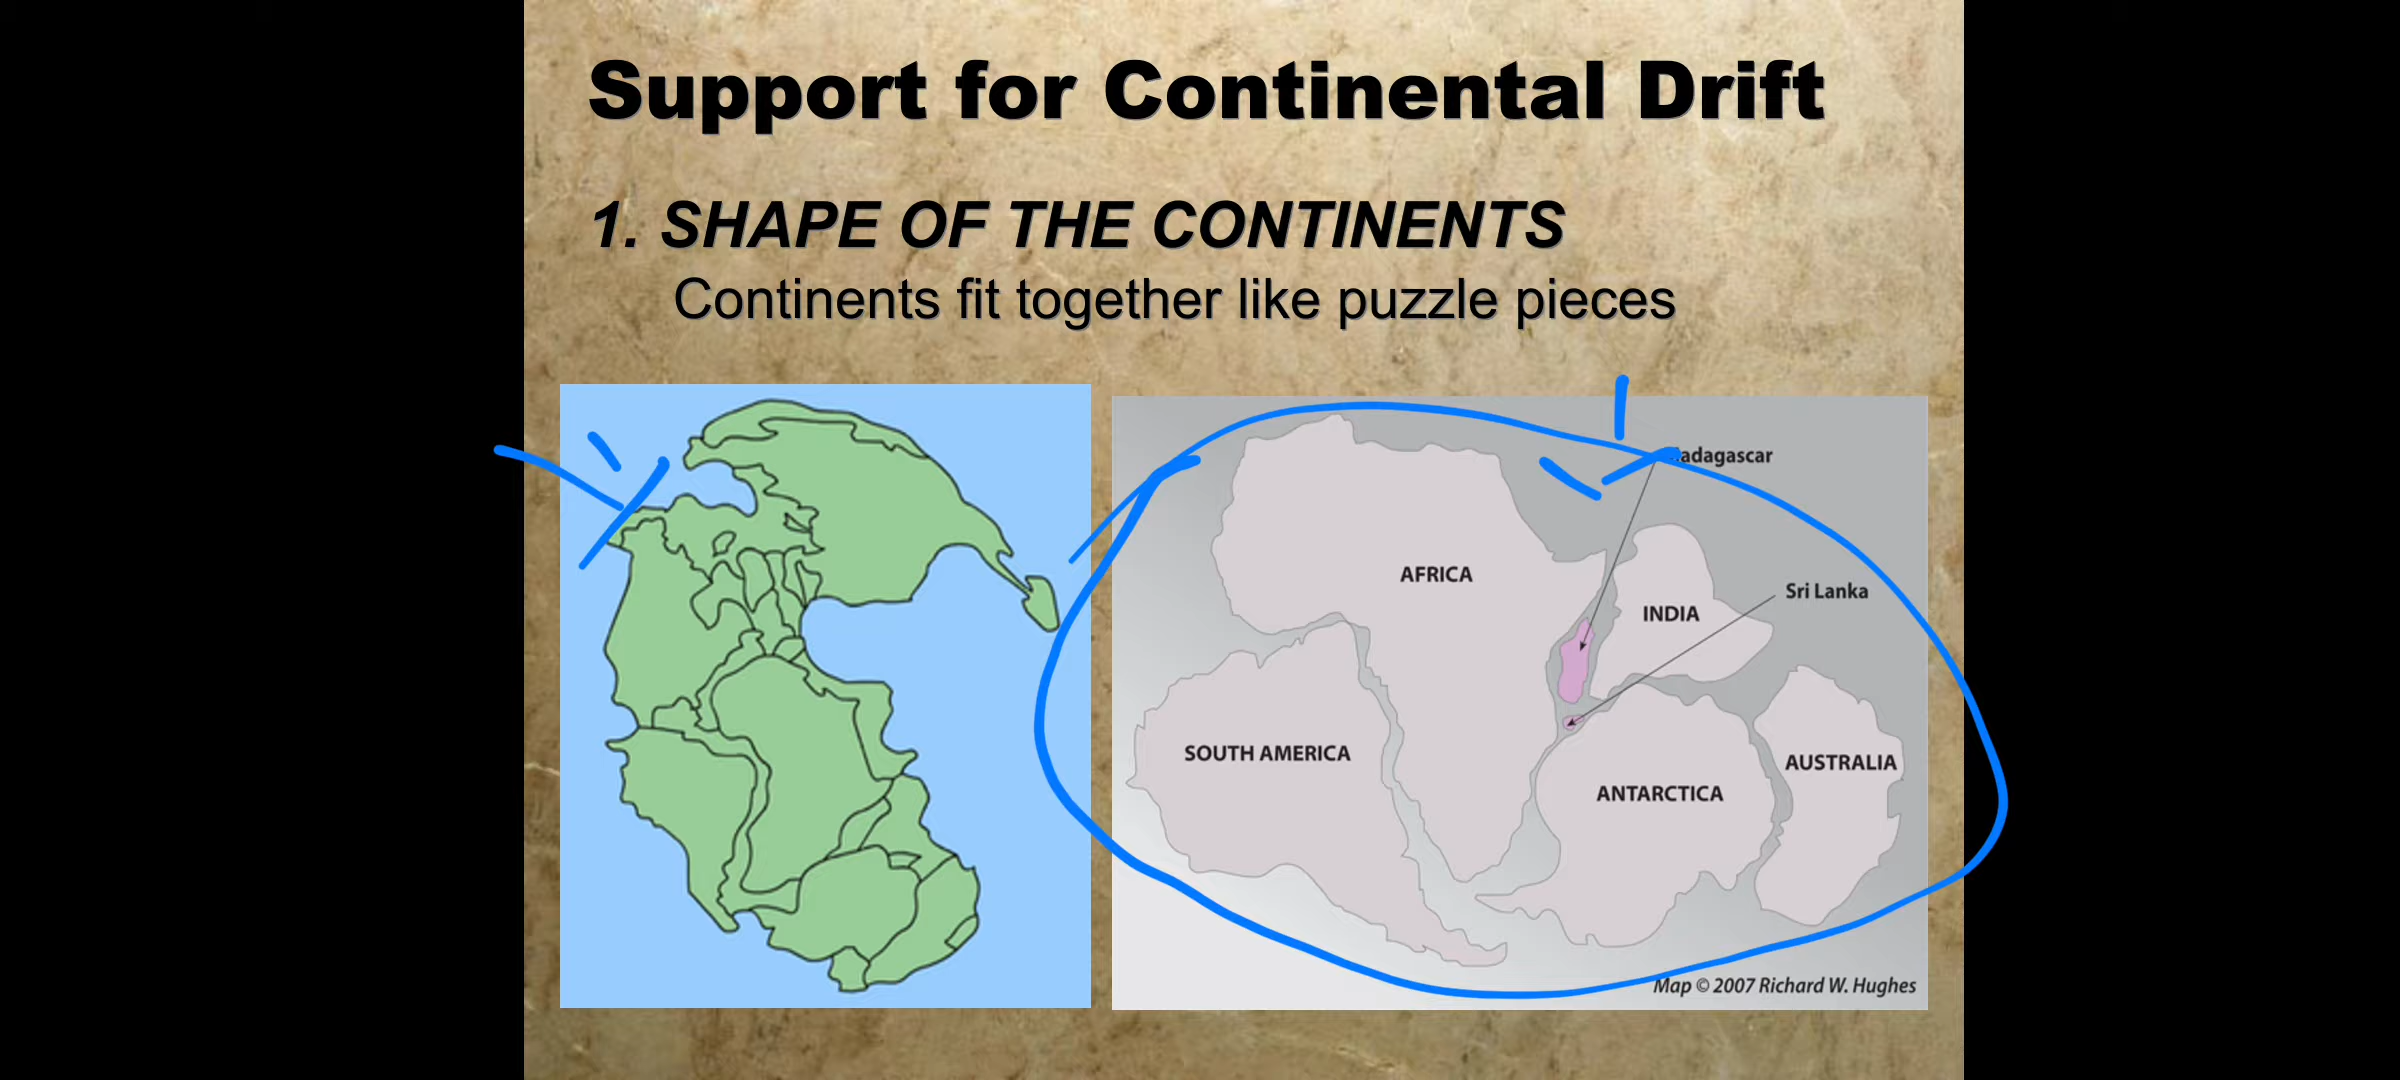 Support for Continental Drift
1. SHAPE OF THE CONTINENTS
Continents fit together like puzzle pieces
Madagascar
AFRICA
Sri Lanka
INDIA
SOUTH AMERICA
AUSTRALIA
ANTARCTICA
Map © 2007 Richard W. Hughes